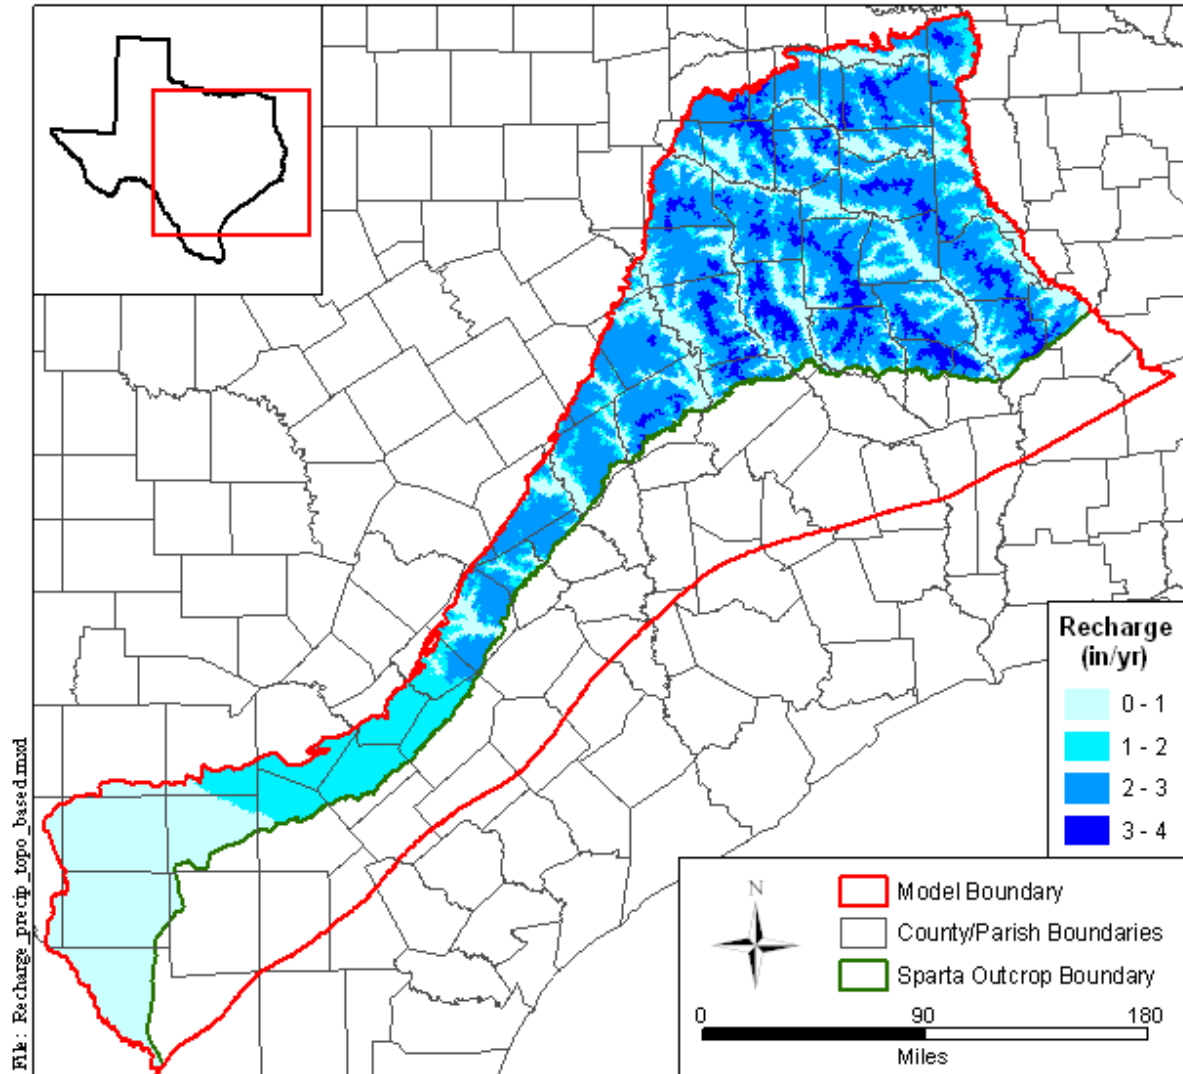 File: Recharge_precip_topo_based.mxd
Recharge
(in/yr)
0 - 1
1 - 2
2 - 3
3 - 4
N
Model Boundary
County/Parish Boundaries
Sparta Outcrop Boundary
0 90 180
Miles